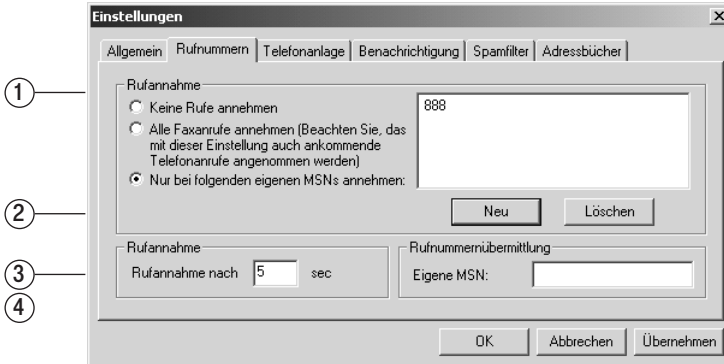 Einstellungen
Allgemein Rufnummern Telefonanlage Benachrichtigung Spamfilter Adressbücher
1
Rufannahme
Keine Rufe annehmen
Alle Faxanrufe annehmen (Beachten Sie, das
mit dieser Einstellung auch ankommende
Telefonanrufe angenommen werden)
Nur bei folgenden eigenen MSNs annehmen:
888
2
Neu Löschen
Rufannahme
Rufannahme nach 5 sec
Rufnummernübermittlung
Eigene MSN:
3
4
OK Abbrechen Übernehmen